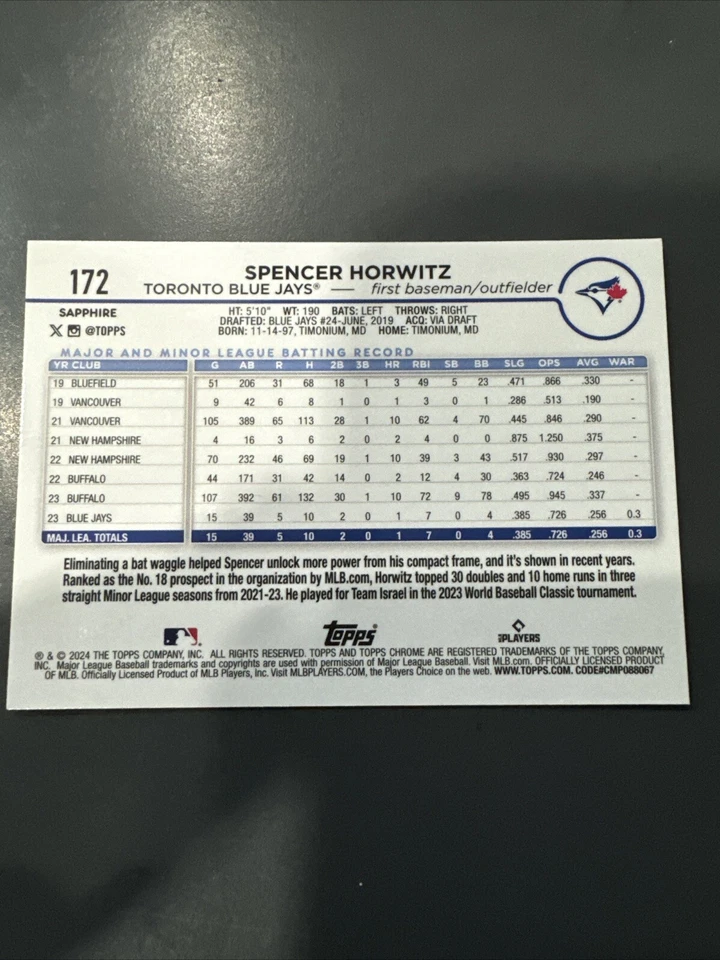 172
SPENCER HORWITZ
TORONTO BLUE JAYS® — first baseman/outfielder
SAPPHIRE
@TOPPS
HT: 5'10" WT: 190 BATS: LEFT THROWS: RIGHT
DRAFTED: BLUE JAYS #24-JUNE, 2019 ACQ: VIA DRAFT
BORN: 11-14-97, TIMONIUM, MD HOME: TIMONIUM, MD
MAJOR AND MINOR LEAGUE BATTING RECORD
YR CLUB G AB R H 2B 3B HR RBI SB BB SLG OPS AVG WAR
19 BLUEFIELD 51 206 31 68 18 1 3 49 5 23 .471 .866 .330 -
19 VANCOUVER 9 42 6 8 1 0 1 3 0 1 .286 .513 .190 -
21 VANCOUVER 105 389 65 113 28 1 10 62 4 70 .445 .846 .290 -
21 NEW HAMPSHIRE 4 16 3 6 2 0 2 4 0 0 .875 1.250 .375 -
22 NEW HAMPSHIRE 70 232 46 69 19 1 10 39 3 43 .517 .930 .297 -
22 BUFFALO 44 171 31 42 14 0 2 12 4 30 .363 .724 .246 -
23 BUFFALO 107 392 61 132 30 1 10 72 9 78 .495 .945 .337 -
23 BLUE JAYS 15 39 5 10 2 0 1 7 0 4 .385 .726 .256 0.3
MAJ. LEA. TOTALS 15 39 5 10 2 0 1 7 0 4 .385 .726 .256 0.3
Eliminating a bat waggle helped Spencer unlock more power from his compact frame, and it's shown in recent years.
Ranked as the No. 18 prospect in the organization by MLB.com, Horwitz topped 30 doubles and 10 home runs in three
straight Minor League seasons from 2021-23. He played for Team Israel in the 2023 World Baseball Classic tournament.
Topps®
PLAYERS
® & © 2024 THE TOPPS COMPANY, INC. ALL RIGHTS RESERVED. TOPPS AND TOPPS CHROME ARE REGISTERED TRADEMARKS OF THE TOPPS COMPANY,
INC. Major League Baseball trademarks and copyrights are used with permission of Major League Baseball. Visit MLB.com. OFFICIALLY LICENSED PRODUCT
OF MLB. Officially Licensed Product of MLB Players, Inc. Visit MLBPLAYERS.COM, the Players Choice on the web. WWW.TOPPS.COM. CODE#CMP088067